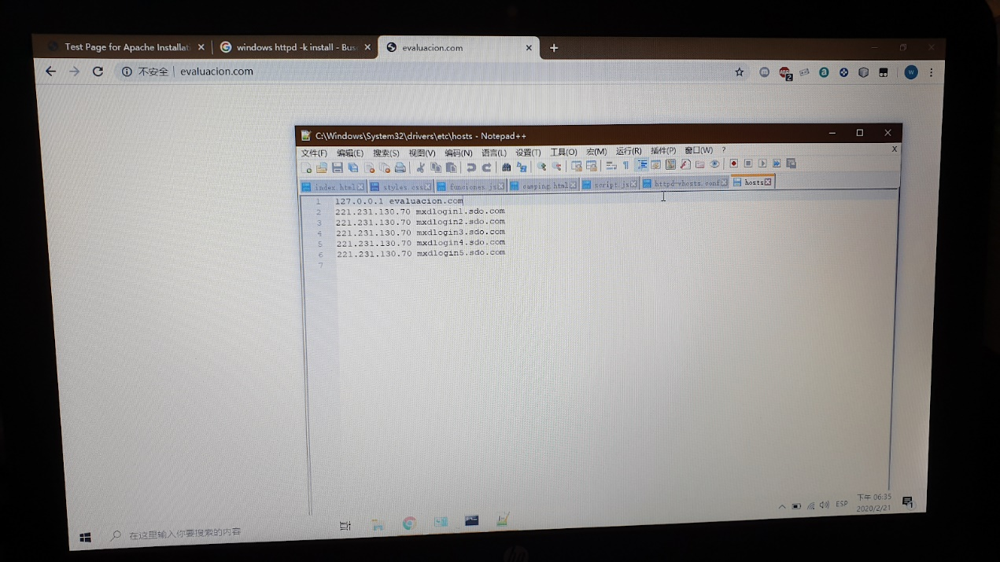 Test Page for Apache Installati
windows httpd -k install - Bus
evaluacion.com
不安全 | evaluacion.com
2
W
C:\Windows\System32\drivers\etc\hosts - Notepad++
文件(F) 编辑(E) 搜索(S) 视图(V) 编码(N) 语言(L) 设置(T) 工具(O) 宏(M) 运行(R) 插件(P) 窗口(W) ? X
index.html styles.css funciones.js camping.html script.js httpd-vhosts.conf hosts
1 127.0.0.1 evaluacion.com
2 221.231.130.70 mxdlogin1.sdo.com
3 221.231.130.70 mxdlogin2.sdo.com
4 221.231.130.70 mxdlogin3.sdo.com
5 221.231.130.70 mxdlogin4.sdo.com
6 221.231.130.70 mxdlogin5.sdo.com
7
在这里输入你要搜索的内容
ESP
下午 06:35
2020/2/21
1
hp